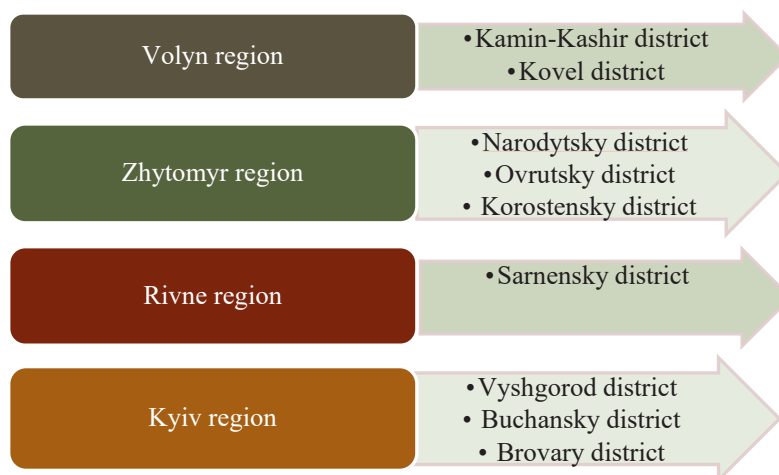 Volyn region
•Kamin-Kashir district
•Kovel district
Zhytomyr region
•Narodytsky district
•Ovrutsky district
• Korostensky district
Rivne region
•Sarnensky district
Kyiv region
•Vyshgorod district
• Buchansky district
• Brovary district